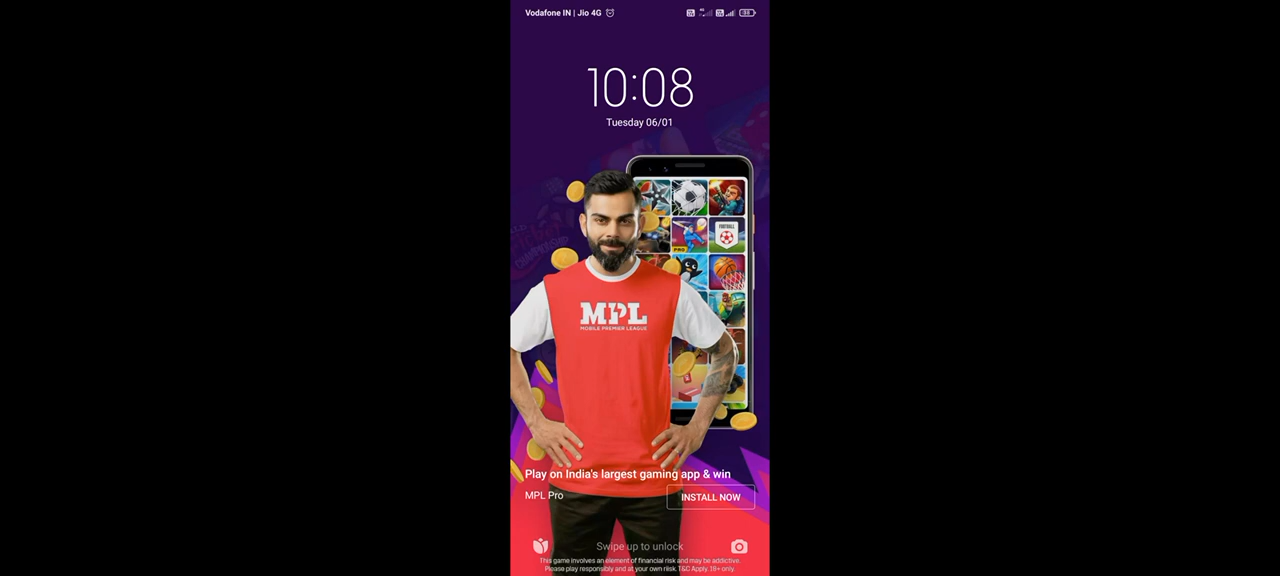 Vodafone IN | Jio 4G
10:08
Tuesday 06/01
FOOTBALL
PRO
MPL
MOBILE PREMIER LEAGUE
Play on India's largest gaming app & win
MPL Pro
INSTALL NOW
Swipe up to unlock
This game involves an element of financial risk and may be addictive.
Please play responsibly and at your own risk. T&C Apply. 18+ only.